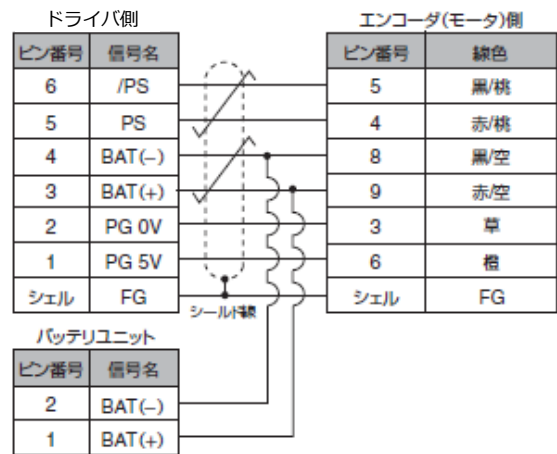 ドライバ側 エンコーダ(モータ)側
ピン番号 信号名 ピン番号 線色
6 /PS 5 黒/桃
5 PS 4 赤/桃
4 BAT(−) 8 黒/空
3 BAT(+) 9 赤/空
2 PG 0V 3 草
1 PG 5V 6 橙
シェル FG シールド線 シェル FG
バッテリユニット
ピン番号 信号名
2 BAT(−)
1 BAT(+)